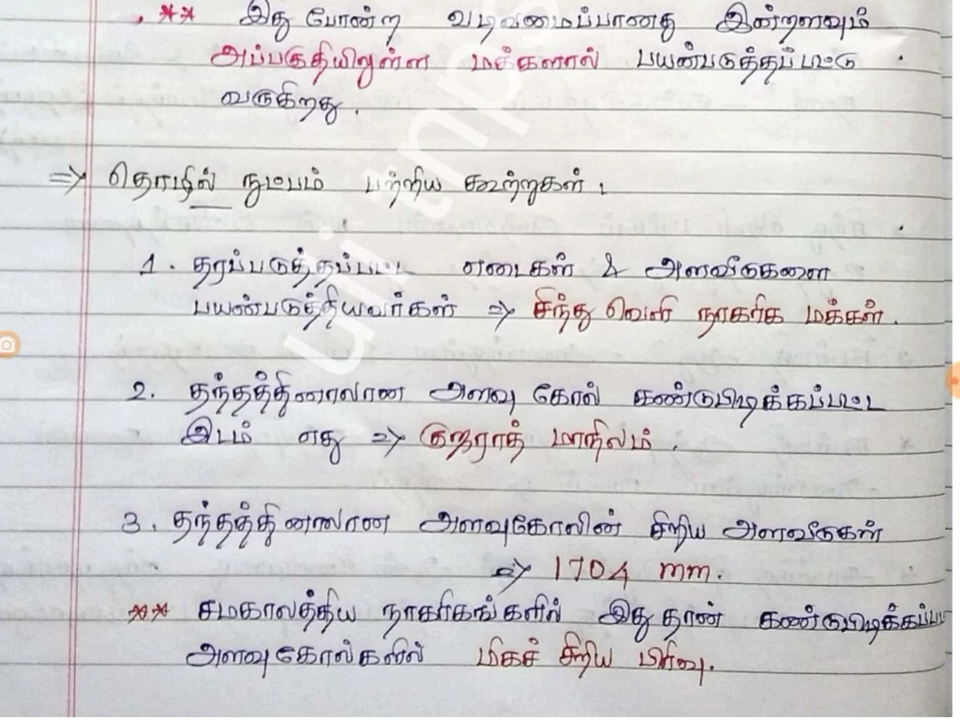 ** இது போன்ற வடிவமைப்பானது இன்றளவும்
அப்பகுதியிலுள்ள மக்களால் பயன்படுத்தப்பட்டு
வருகிறது.
⇒ தொழில் நுட்பம் பற்றிய கூற்றுகள் :
1. தரப்படுத்தப்பட்ட எடைகள் & அளவீடுகளை
பயன்படுத்தியவர்கள் ⇒ சிந்து வெளி நாகரிக மக்கள்.
2. தந்தத்தினாலான அளவு கோல் கண்டுபிடிக்கப்பட்ட
இடம் எது ⇒ குஜராத் மாநிலம்.
3. தந்தத்தினாலான அளவுகோலின் சிறிய அளவீடுகள்
⇒ 1704 mm.
** சமகாலத்திய நாகரிகங்களில் இது தான் கண்டுபிடிக்கப்ப
அளவுகோல்களில் மிகச் சிறிய பிரிவு.